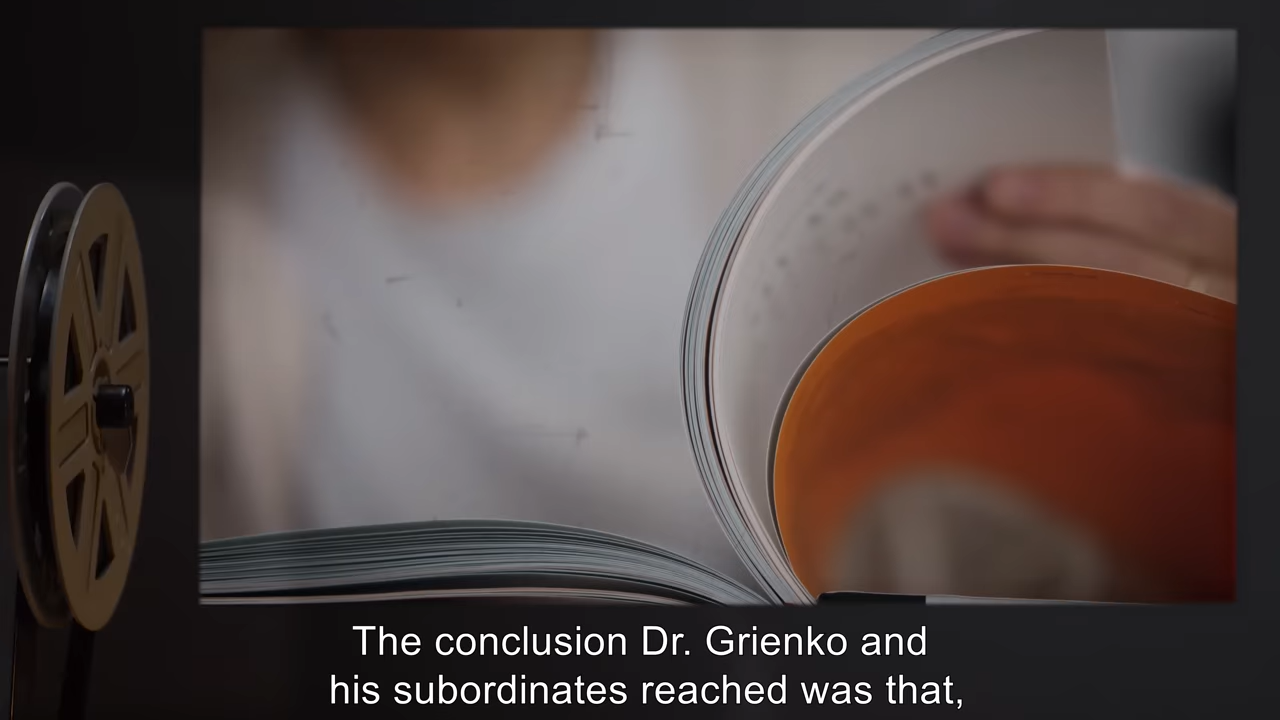 The conclusion Dr. Grienko and
his subordinates reached was that,